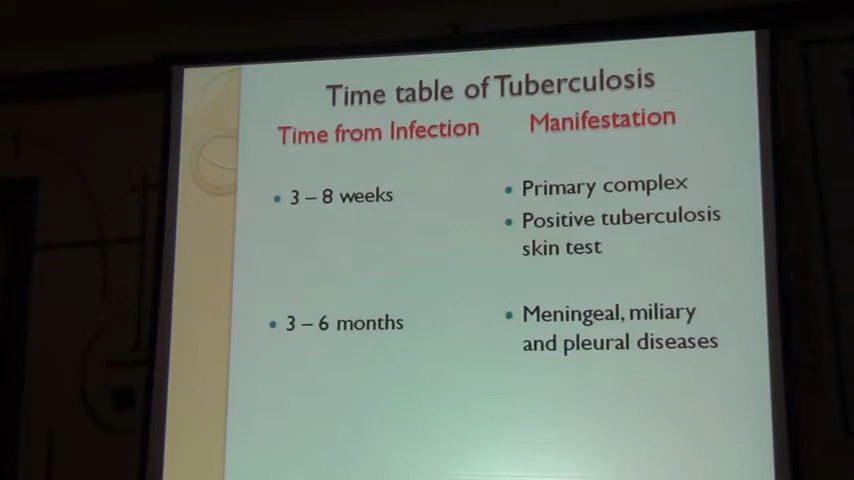 Time table of Tuberculosis
Time from Infection
Manifestation
• 3 – 8 weeks
• Primary complex
• Positive tuberculosis
skin test
• 3 – 6 months
• Meningeal, miliary
and pleural diseases